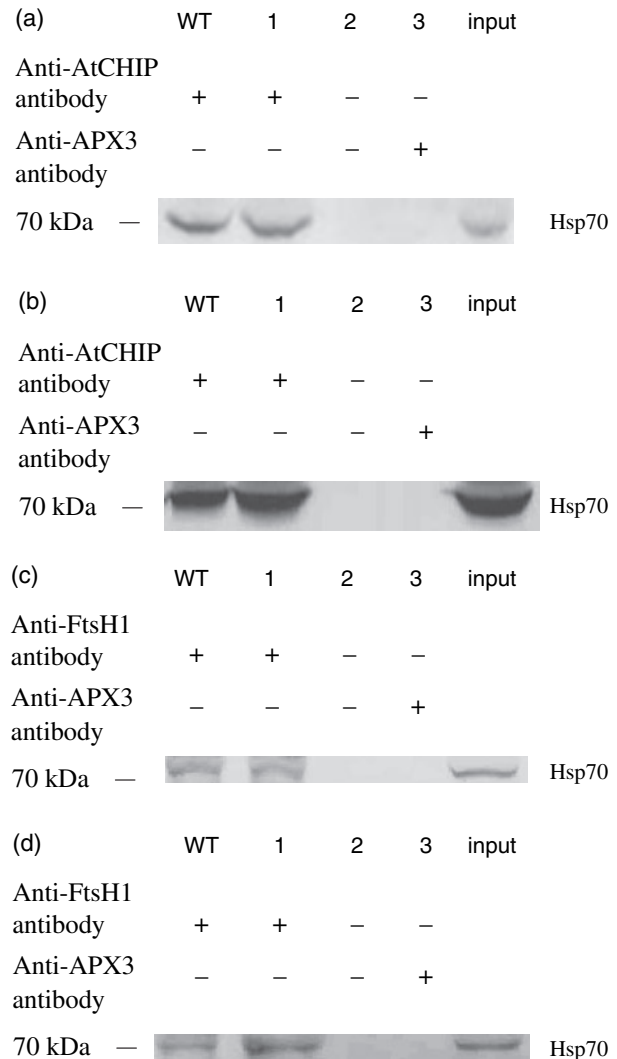 (a) WT 1 2 3 input
Anti-AtCHIP
antibody + + – –
Anti-APX3 – – – +
antibody
70 kDa — Hsp70
(b) WT 1 2 3 input
Anti-AtCHIP
antibody + + – –
Anti-APX3 – – – +
antibody
70 kDa — Hsp70
(c) WT 1 2 3 input
Anti-FtsH1
antibody + + – –
Anti-APX3 – – – +
antibody
70 kDa — Hsp70
(d) WT 1 2 3 input
Anti-FtsH1
antibody + + – –
Anti-APX3 – – – +
antibody
70 kDa — Hsp70